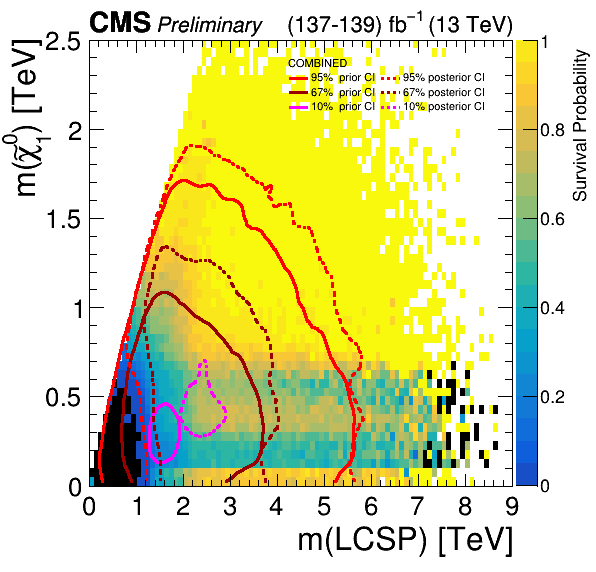 CMS Preliminary (137-139) fb⁻¹ (13 TeV)
COMBINED
95% prior CI 95% posterior CI
67% prior CI 67% posterior CI
10% prior CI 10% posterior CI
m(χ̃⁰₁) [TeV]
2.5
2
1.5
1
0.5
0
0 1 2 3 4 5 6 7 8 9
m(LCSP) [TeV]
1
0.8
0.6
0.4
0.2
0
Survival Probability